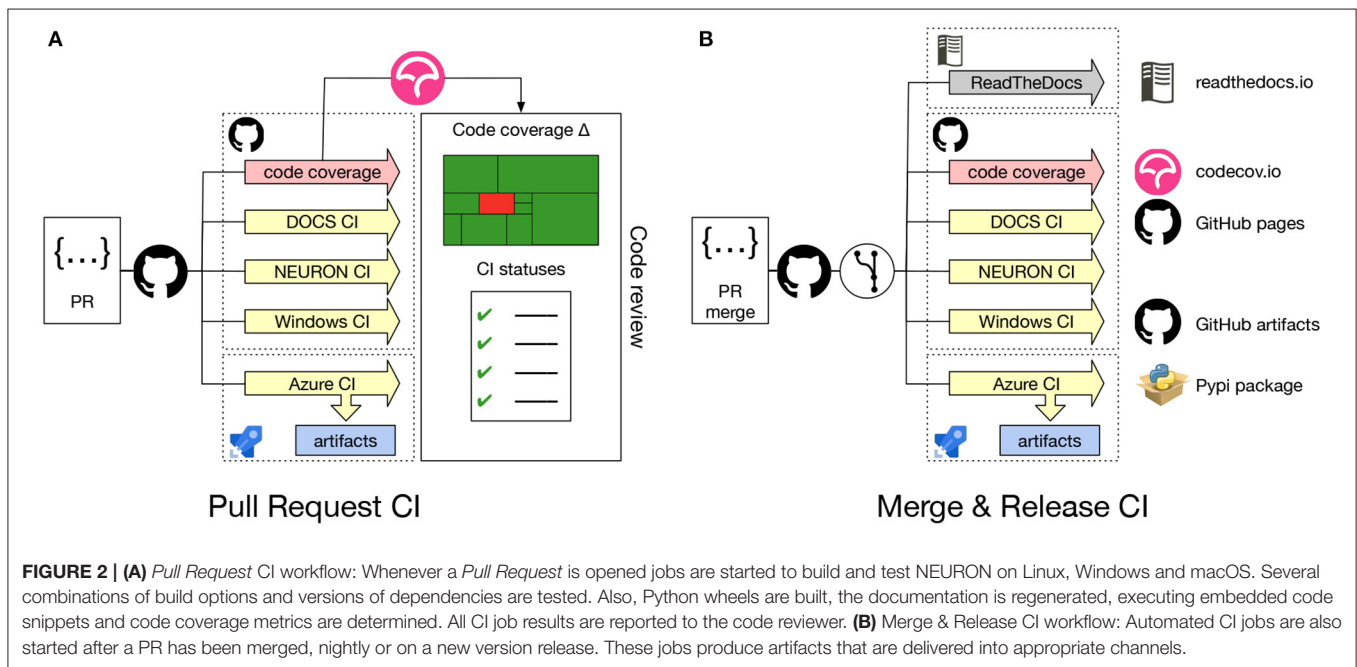 A
Code coverage Δ
code coverage
DOCS CI
NEURON CI
Windows CI
Azure CI
artifacts
{...}
PR
CI statuses
Code review
Pull Request CI
B
ReadTheDocs
readthedocs.io
code coverage
codecov.io
DOCS CI
GitHub pages
{...}
PR
merge
NEURON CI
Windows CI
GitHub artifacts
Azure CI
Pypi package
artifacts
Merge & Release CI
FIGURE 2 | (A) Pull Request CI workflow: Whenever a Pull Request is opened jobs are started to build and test NEURON on Linux, Windows and macOS. Several
combinations of build options and versions of dependencies are tested. Also, Python wheels are built, the documentation is regenerated, executing embedded code
snippets and code coverage metrics are determined. All CI job results are reported to the code reviewer. (B) Merge & Release CI workflow: Automated CI jobs are also
started after a PR has been merged, nightly or on a new version release. These jobs produce artifacts that are delivered into appropriate channels.